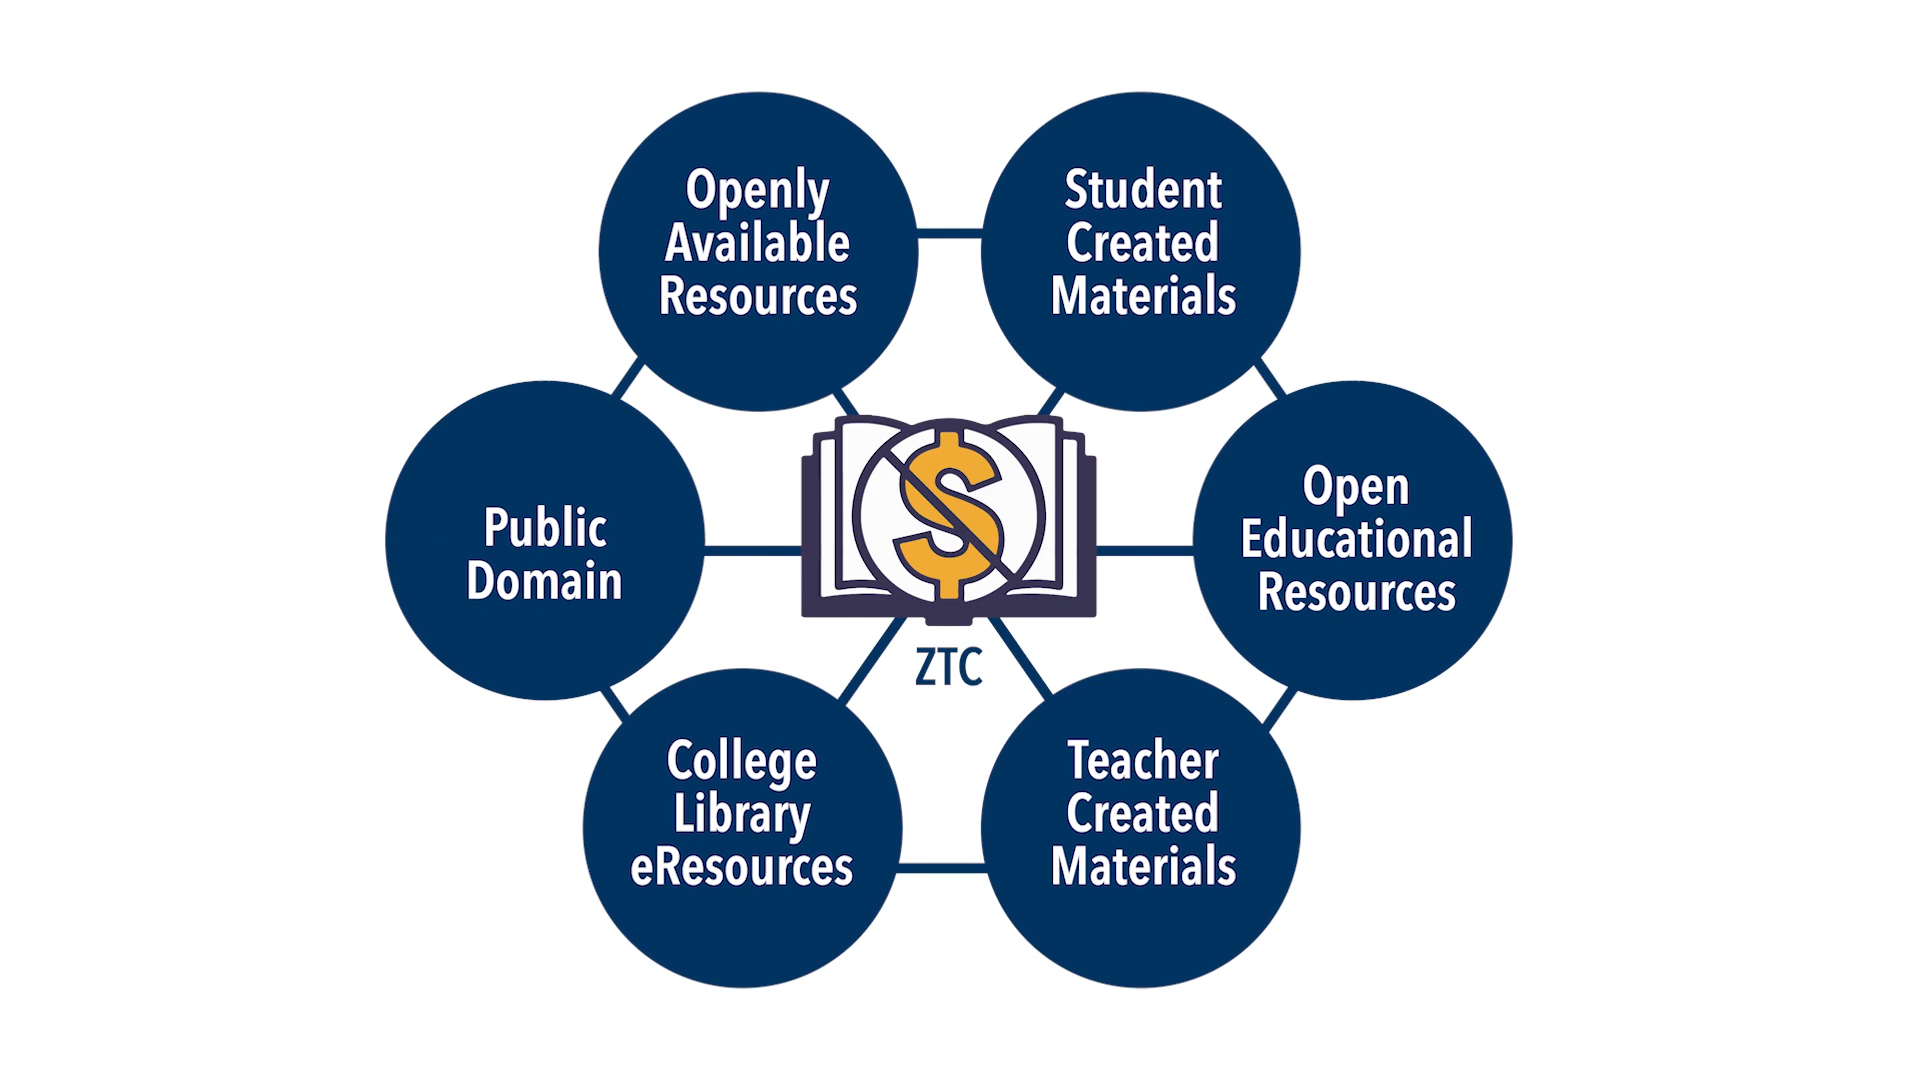 Openly
Available
Resources
Student
Created
Materials
Public
Domain
Open
Educational
Resources
ZTC
College
Library
eResources
Teacher
Created
Materials